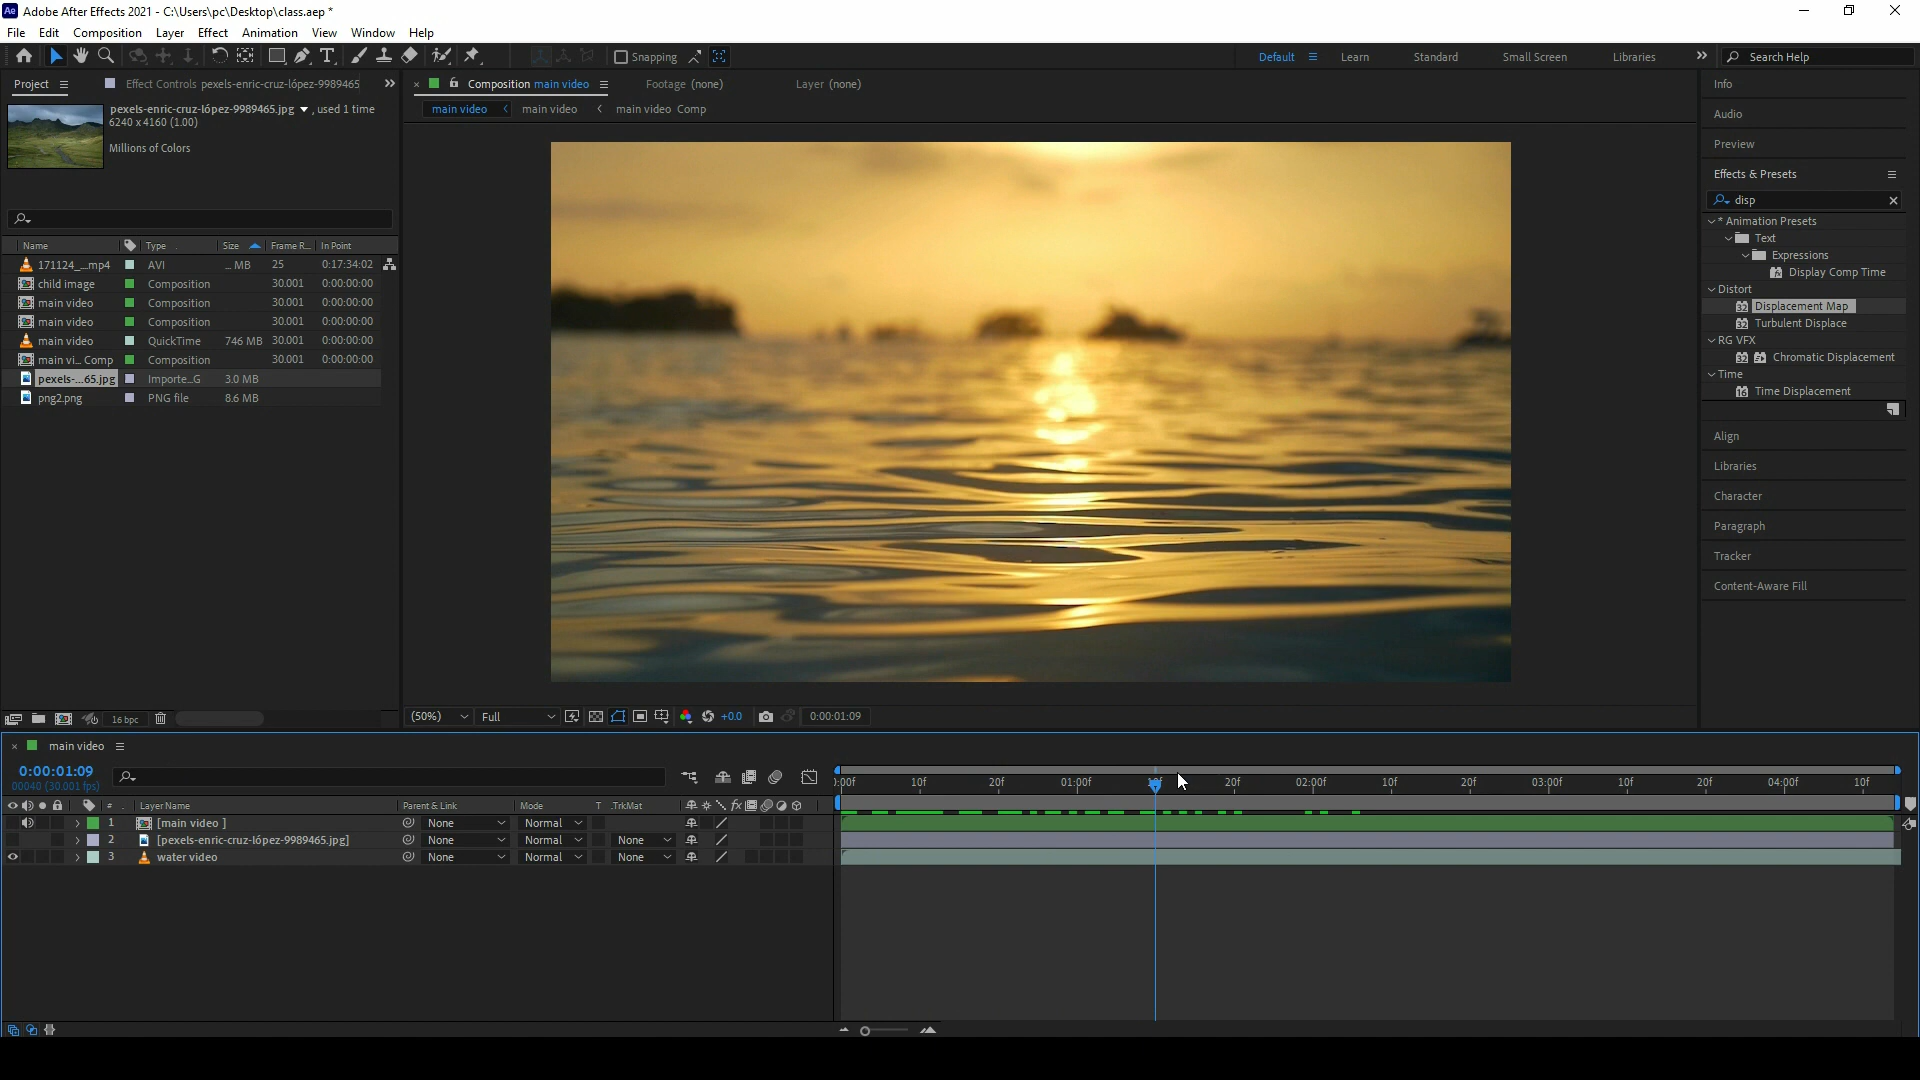 Ae Adobe After Effects 2021 - C:\Users\pc\Desktop\class.aep *
File Edit Composition Layer Effect Animation View Window Help
Snapping
Default Learn Standard Small Screen Libraries Search Help
Project Effect Controls pexels-enric-cruz-lópez-9989465
Composition main video Footage (none) Layer (none)
main video main video main video Comp
pexels-enric-cruz-lópez-9989465.jpg , used 1 time
6240 x 4160 (1.00)
Millions of Colors
Name Type Size Frame R... In Point
171124_...mp4 AVI ... MB 25 0:17:34:02
child image Composition 30.001 0:00:00:00
main video Composition 30.001 0:00:00:00
main video Composition 30.001 0:00:00:00
main video QuickTime 746 MB 30.001 0:00:00:00
main vi... Comp Composition 30.001 0:00:00:00
pexels-...65.jpg Importe...G 3.0 MB
png2.png PNG file 8.6 MB
16 bpc
(50%) Full +0.0 0:00:01:09
Info
Audio
Preview
Effects & Presets
disp
* Animation Presets
Text
Expressions
Display Comp Time
Distort
32 Displacement Map
32 Turbulent Displace
RG VFX
32 Chromatic Displacement
Time
16 Time Displacement
Align
Libraries
Character
Paragraph
Tracker
Content-Aware Fill
main video
0:00:01:09
00040 (30.001 fps)
# Layer Name Parent & Link Mode T .TrkMat
1 [main video ] None Normal
2 [pexels-enric-cruz-lópez-9989465.jpg] None Normal None
3 water video None Normal None
):00f 10f 20f 01:00f 10f 20f 02:00f 10f 20f 03:00f 10f 20f 04:00f 10f